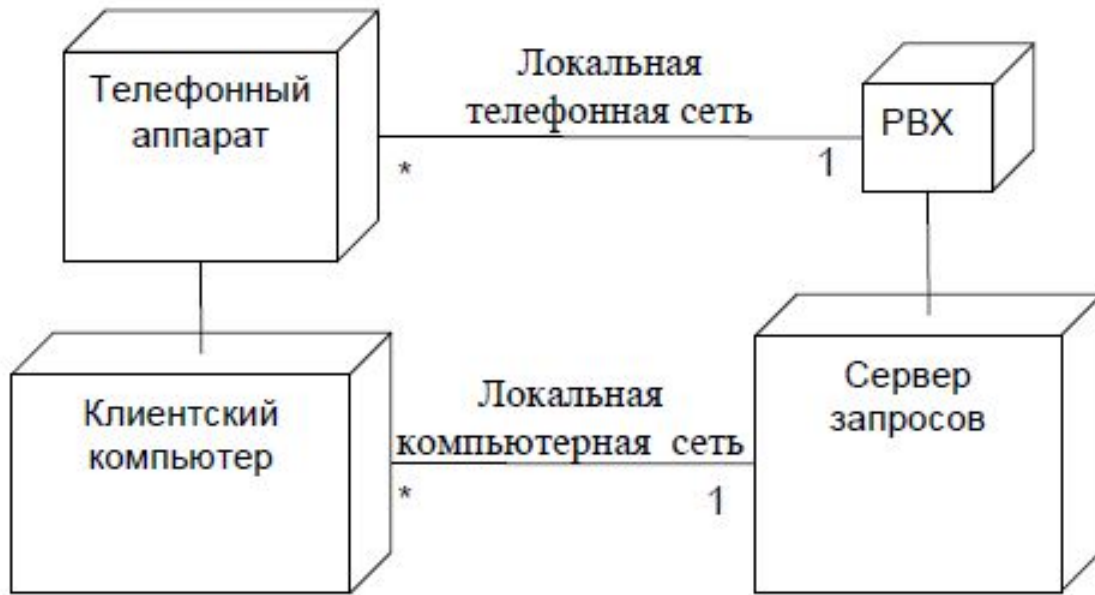 Телефонный
аппарат
Локальная
телефонная сеть
*
1
PBX
Клиентский
компьютер
Локальная
компьютерная сеть
*
1
Сервер
запросов